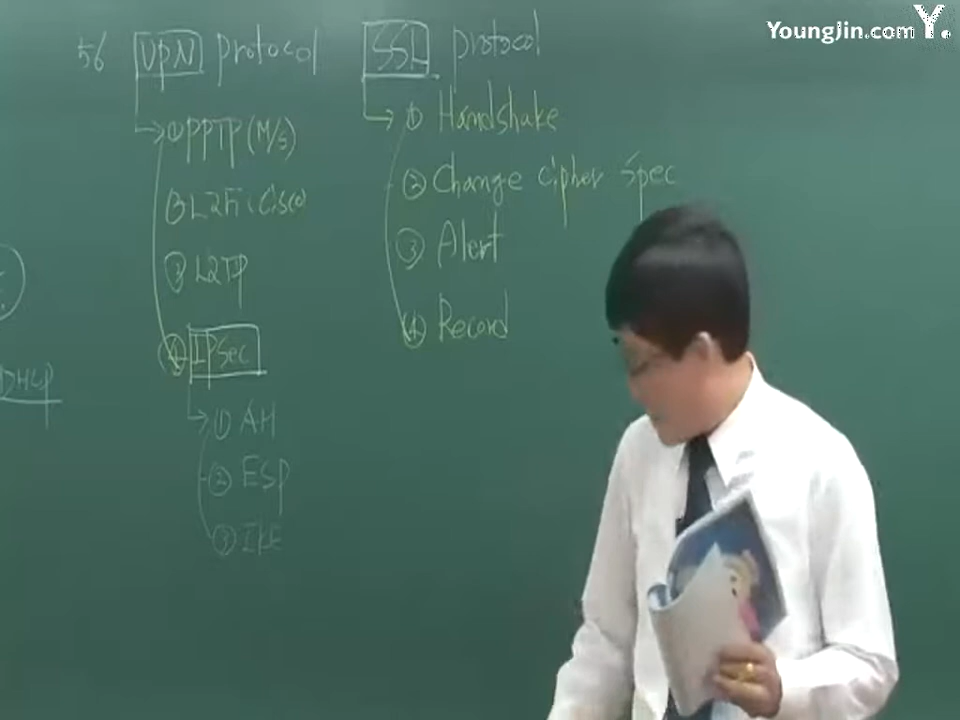 YoungJin.com Y.
56 VPN protocol
① PPTP (M/S)
② L2F (Cisco)
③ L2TP
④ IPSec
① AH
② ESP
③ IKE
SSL protocol
① Handshake
② Change cipher spec
③ Alert
④ Record
DHCP